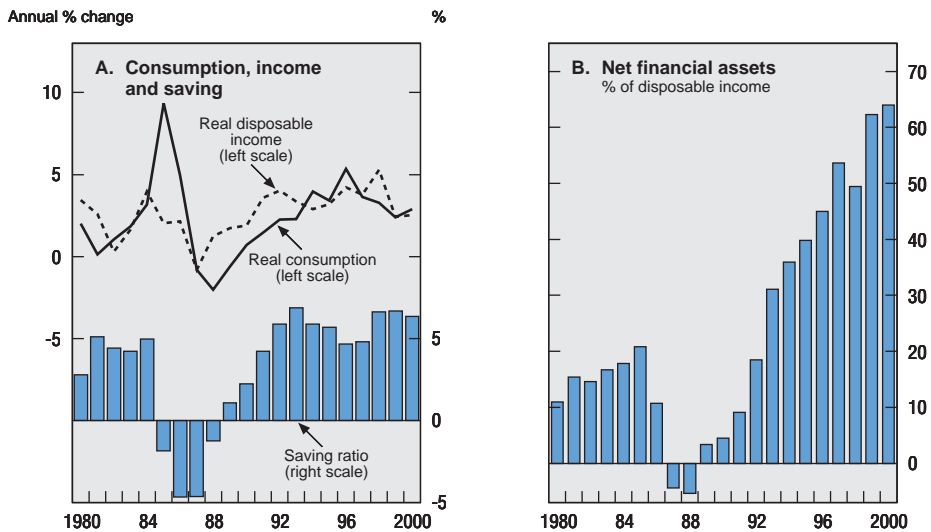 Annual % change
%
A. Consumption, income
and saving
Real disposable
income
(left scale)
Real consumption
(left scale)
Saving ratio
(right scale)
10
5
0
-5
5
0
-5
1980 84 88 92 96 2000
B. Net financial assets
% of disposable income
70
60
50
40
30
20
10
0
1980 84 88 92 96 2000